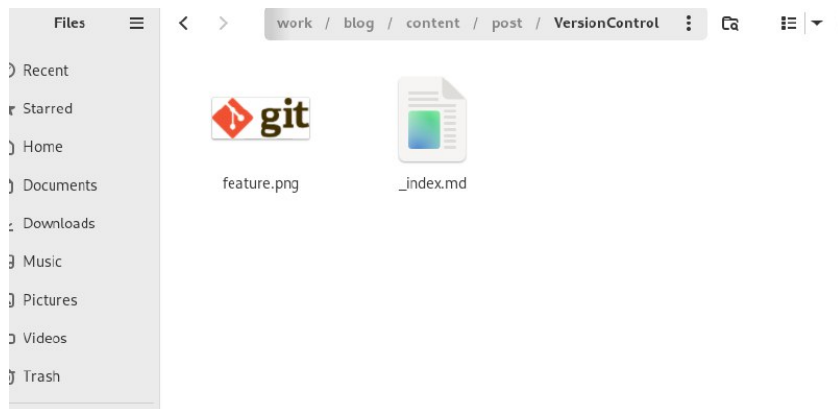 Files
work / blog / content / post / VersionControl
Recent
Starred
Home
Documents
Downloads
Music
Pictures
Videos
Trash
git
feature.png
_index.md